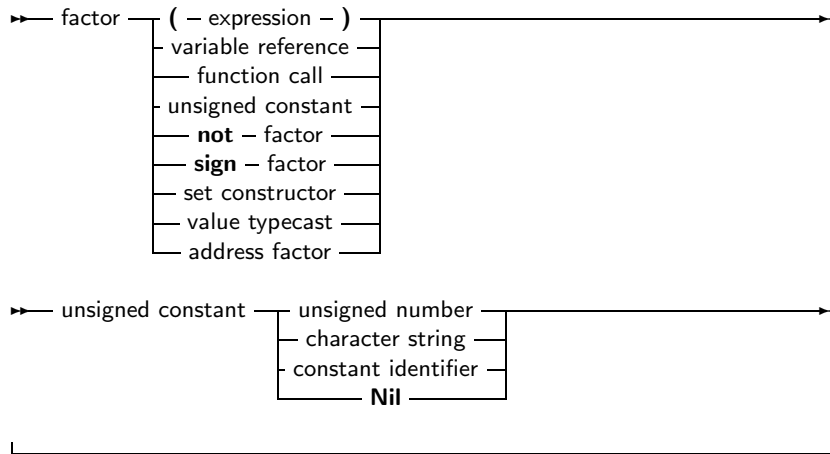 factor ( expression )
variable reference
function call
unsigned constant
not factor
sign factor
set constructor
value typecast
address factor
unsigned constant unsigned number
character string
constant identifier
Nil